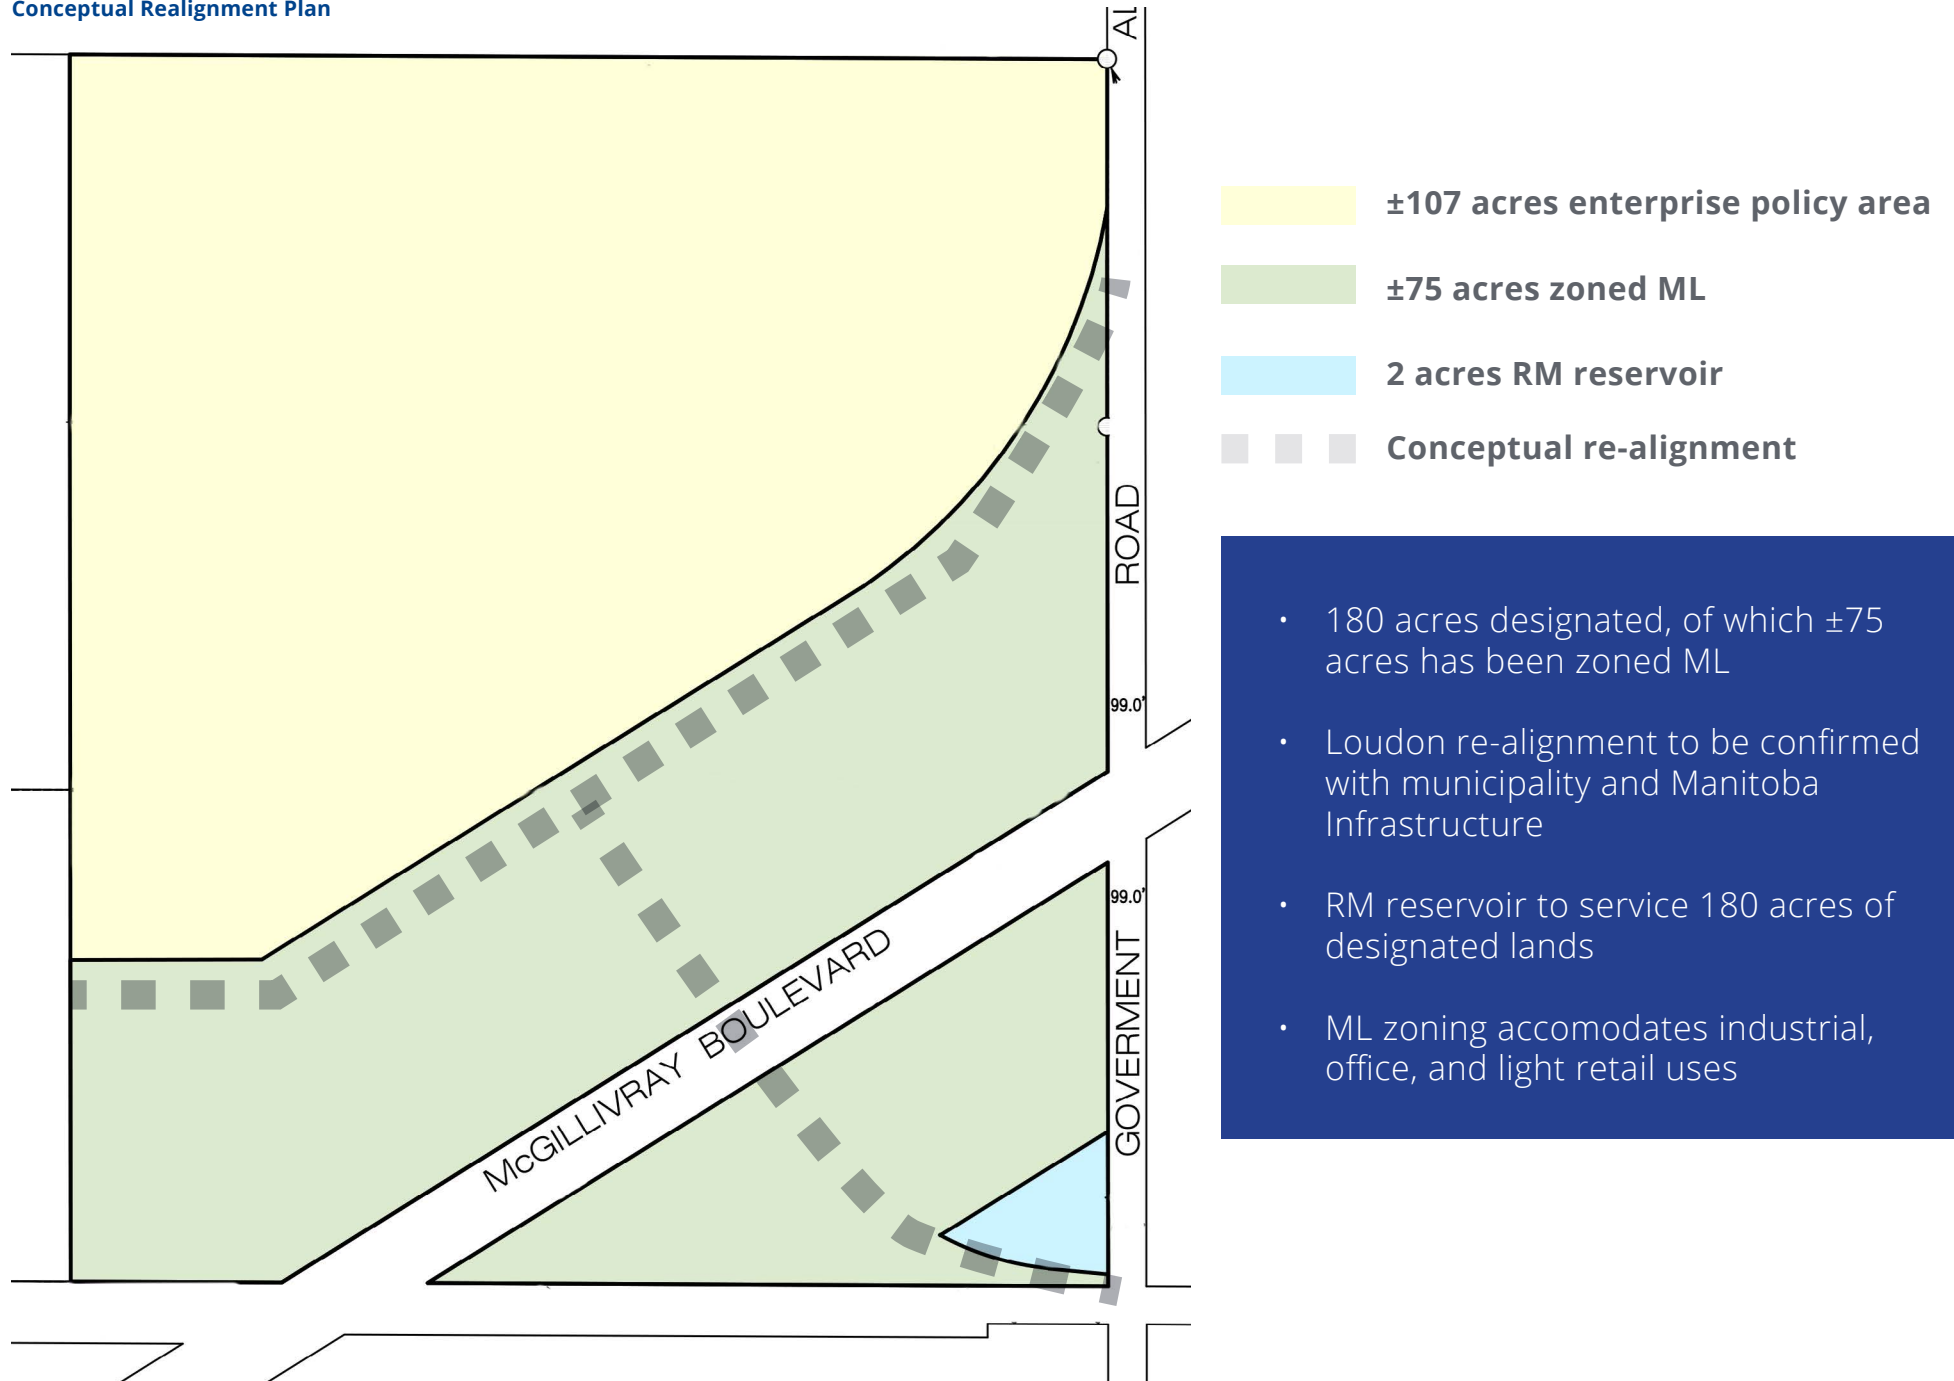 Conceptual Realignment Plan
±107 acres enterprise policy area
±75 acres zoned ML
2 acres RM reservoir
Conceptual re-alignment
• 180 acres designated, of which ±75
acres has been zoned ML
• Loudon re-alignment to be confirmed
with municipality and Manitoba
Infrastructure
• RM reservoir to service 180 acres of
designated lands
• ML zoning accomodates industrial,
office, and light retail uses
ROAD
99.0'
99.0'
GOVERMENT
McGILLIVRAY BOULEVARD